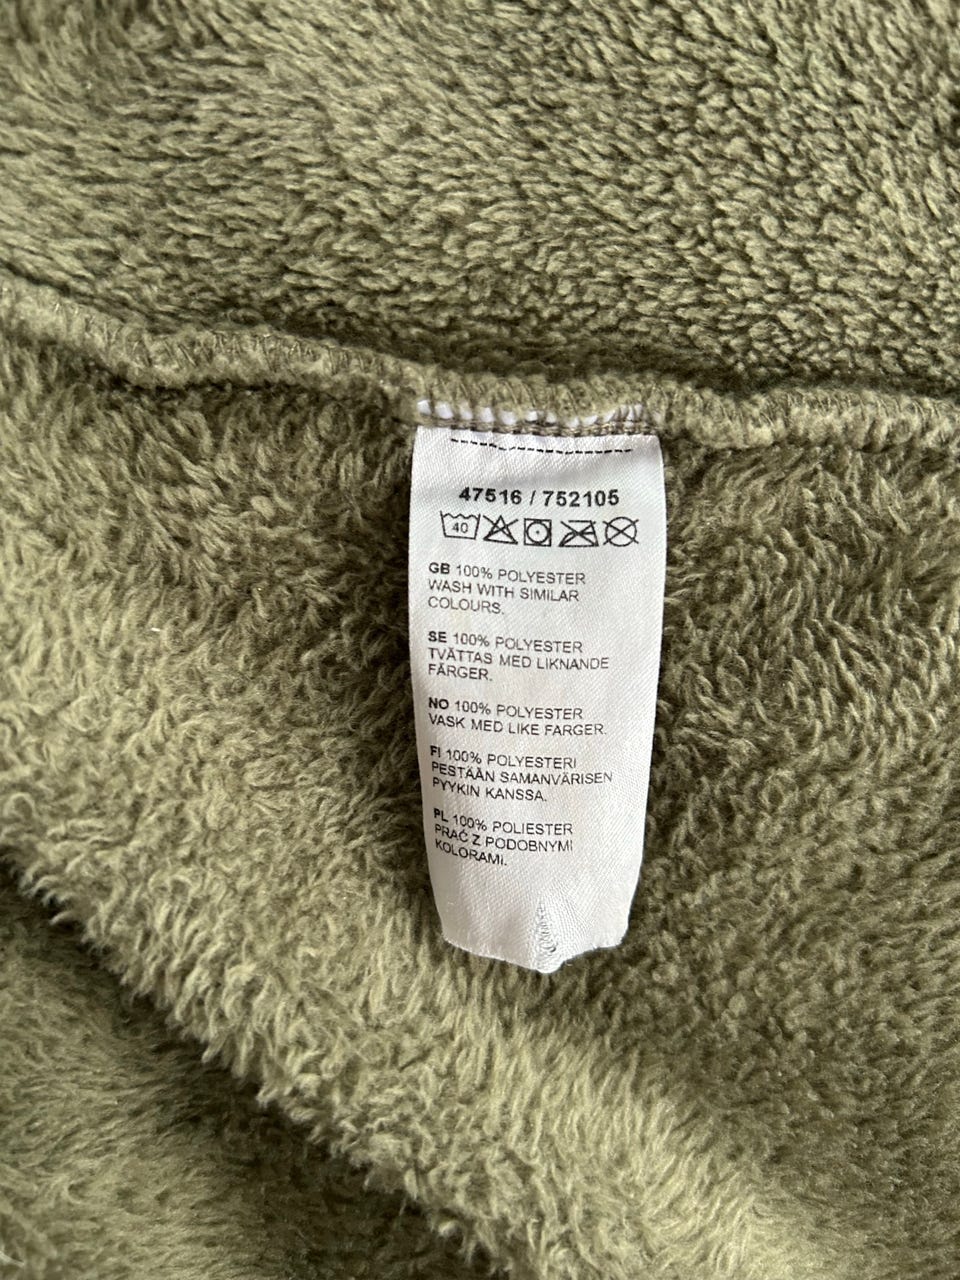 47516 / 752105
40
GB 100% POLYESTER
WASH WITH SIMILAR
COLOURS.
SE 100% POLYESTER
TVÄTTAS MED LIKNANDE
FÄRGER.
NO 100% POLYESTER
VASK MED LIKE FARGER.
FI 100% POLYESTERI
PESTÄÄN SAMANVÄRISEN
PYYKIN KANSSA.
PL 100% POLIESTER
PRAĆ Z PODOBNYMI
KOLORAMI.